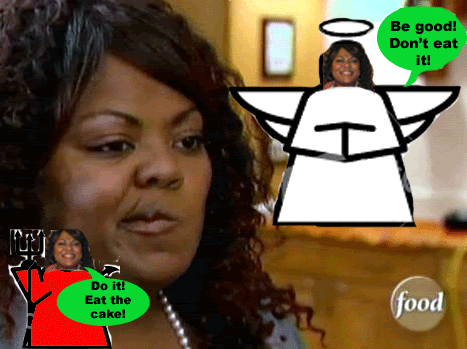 Be good!
Don't eat
it!
Do it!
Eat the
cake!
food